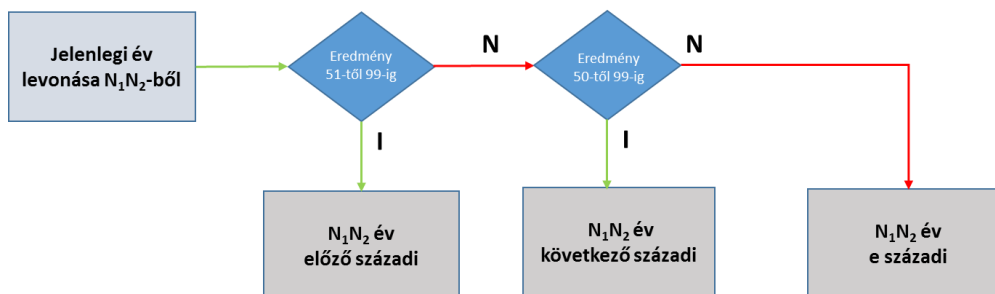 Jelenlegi év
levonása N₁N₂-ből
Eredmény
51-től 99-ig
N
Eredmény
50-től 99-ig
N
I
I
N₁N₂ év
előző századi
N₁N₂ év
következő századi
N₁N₂ év
e századi